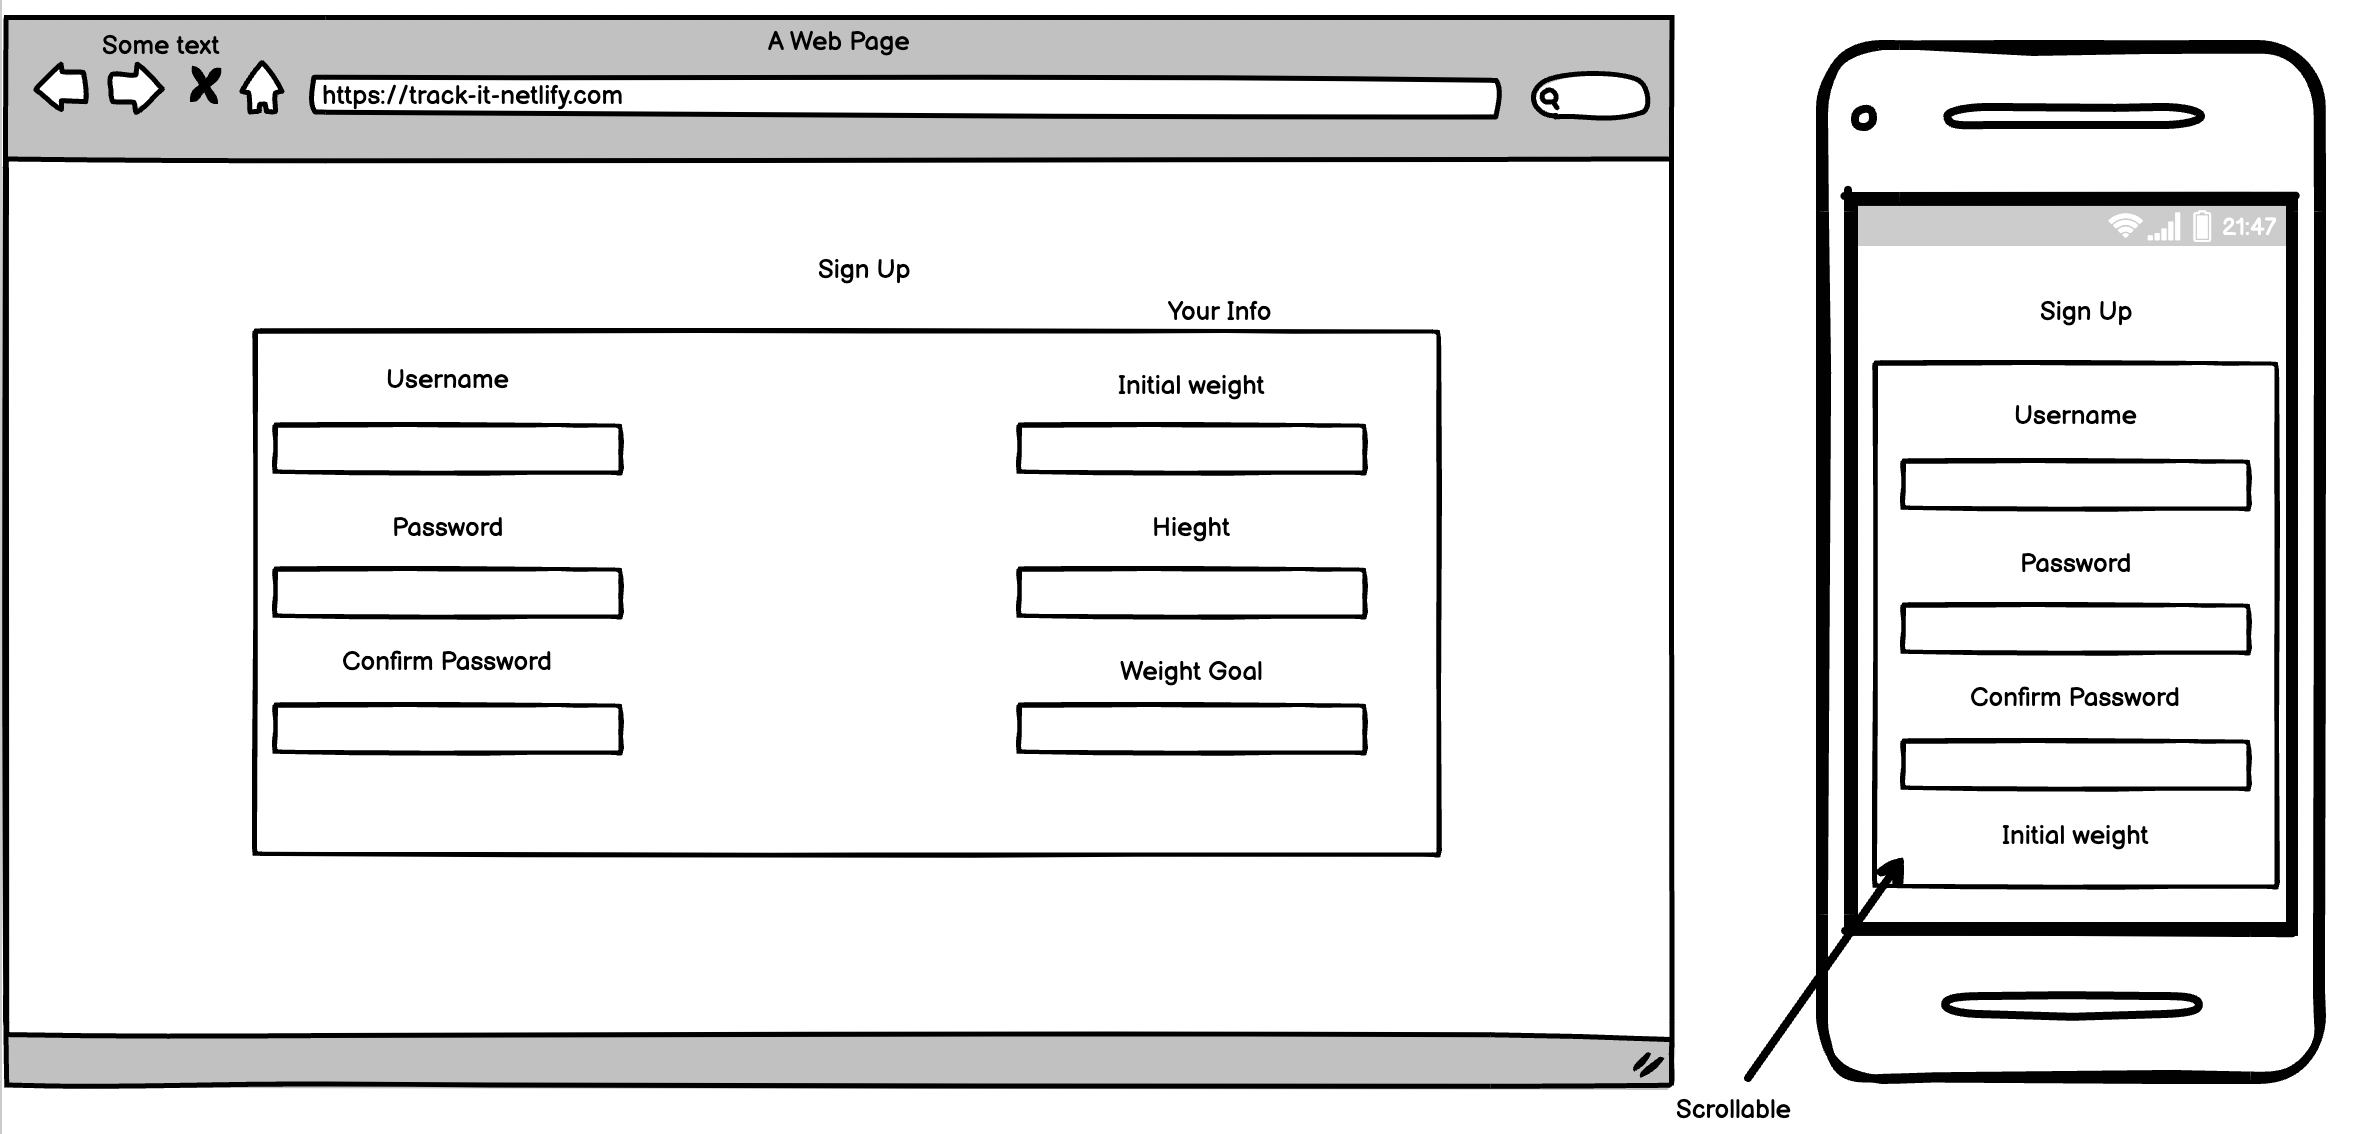 Some text
A Web Page
https://track-it-netlify.com
Sign Up
Your Info
Username
Initial weight
Password
Hieght
Confirm Password
Weight Goal
21:47
Sign Up
Username
Password
Confirm Password
Initial weight
Scrollable